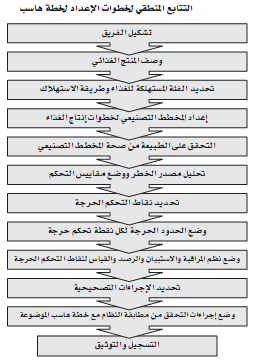 التتابع المنطقي لخطوات الإعداد لخطة هاسب
تشكيل الفريق
وصف المنتج الغذائي
تحديد الفئة المستهلكة للغذاء وطريقة الاستهلاك
إعداد المخطط التصنيعي لخطوات إنتاج الغذاء
التحقق على الطبيعة من صحة المخطط التصنيعي
تحليل مصدر الخطر ووضع مقاييس التحكم
تحديد نقاط التحكم الحرجة
وضع الحدود الحرجة لكل نقطة تحكم حرجة
وضع نظم المراقبة والاستبيان والرصد والقياس لنقاط التحكم الحرجة
تحديد الإجراءات التصحيحية
وضع إجراءات التحقق من مطابقة النظام مع خطة هاسب الموضوعة
التسجيل والتوثيق